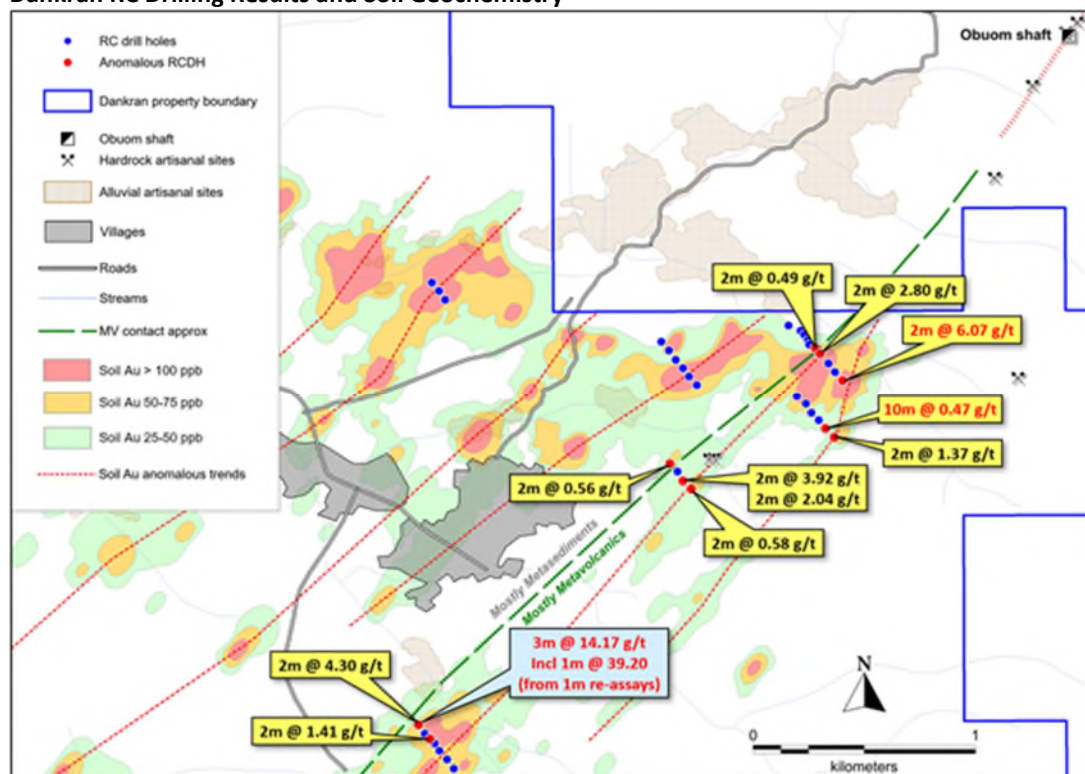 Dankran RC Drilling Results and Soil Geochemistry
RC drill holes
Anomalous RCDH
Dankran property boundary
Obuom shaft
Hardrock artisanal sites
Alluvial artisanal sites
Villages
Roads
Streams
MV contact approx
Soil Au > 100 ppb
Soil Au 50-75 ppb
Soil Au 25-50 ppb
Soil Au anomalous trends
Obuom shaft
2m @ 0.49 g/t
2m @ 2.80 g/t
2m @ 6.07 g/t
10m @ 0.47 g/t
2m @ 1.37 g/t
2m @ 0.56 g/t
2m @ 3.92 g/t
2m @ 2.04 g/t
2m @ 0.58 g/t
Mostly Metasediments
Mostly Metavolcanics
3m @ 14.17 g/t
Incl 1m @ 39.20
(from 1m re-assays)
2m @ 4.30 g/t
2m @ 1.41 g/t
N
0 1
kilometers